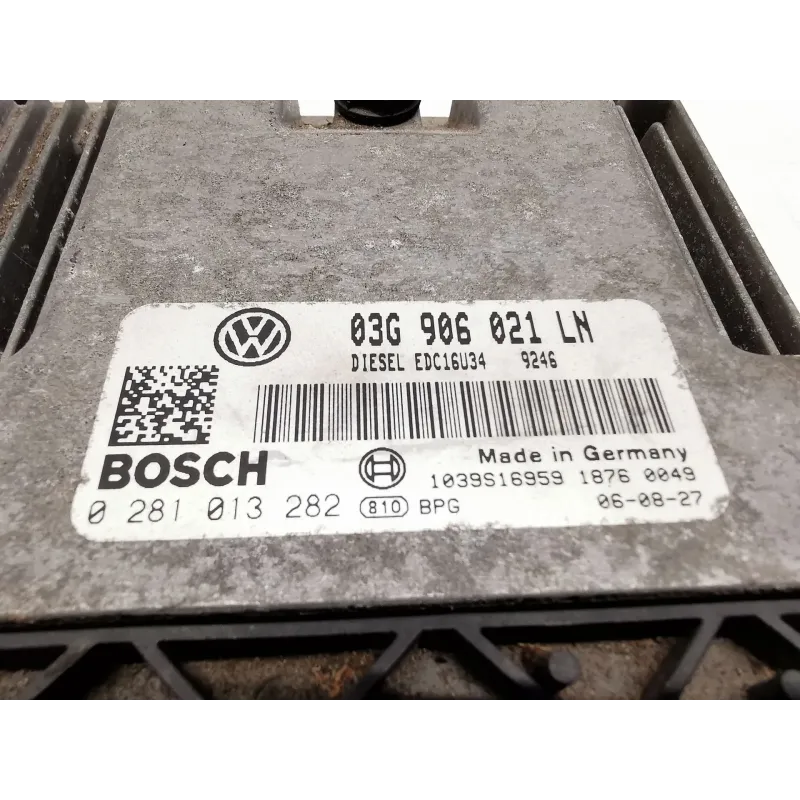 03G 906 021 LN
DIESEL EDC16U34 9246
BOSCH
Made in Germany
1039S16959 1876 0049
0 281 013 282 810 BPG
06-08-27